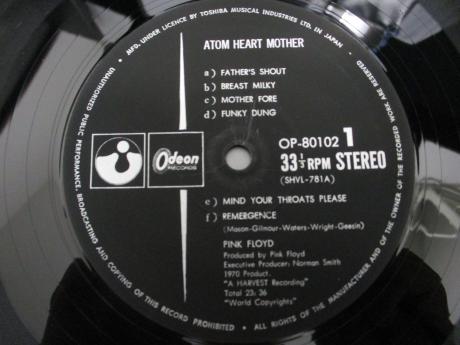 MFD. UNDER LICENCE BY TOSHIBA MUSICAL INDUSTRIES LTD. IN JAPAN •
ALL RIGHTS OF THE MANUFACTURER AND OF THE OWNER OF THE RECORDED WORK ARE RESERVED.
UNAUTHORIZED PUBLIC PERFORMANCE, BROADCASTING AND COPYING OF THIS RECORD PROHIBITED •
ATOM HEART MOTHER
a) FATHER'S SHOUT
b) BREAST MILKY
c) MOTHER FORE
d) FUNKY DUNG
Odeon
RECORDS
OP-80102 1
33 1/3 RPM STEREO
(SHVL-781A)
e) MIND YOUR THROATS PLEASE
f) REMERGENCE
(Mason-Gilmour-Waters-Wright-Geesin)
PINK FLOYD
Produced by Pink Floyd
Executive Producer: Norman Smith
1970 Product.
"A HARVEST Recording"
Total 23:36
"World Copyrights"